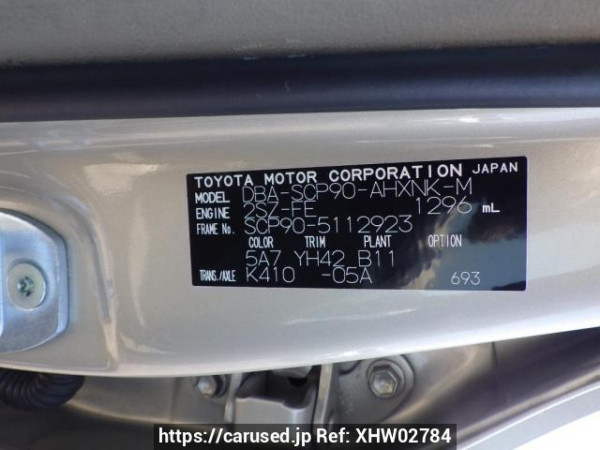 TOYOTA MOTOR CORPORATION JAPAN
MODEL DBA-SCP90-AHXNK-M
ENGINE 2SZ-FE 1296 mL
FRAME No. SCP90-5112923
COLOR TRIM PLANT OPTION
5A7 YH42 B11
TRANS./AXLE K410 -05A 693
https://carused.jp Ref: XHW02784